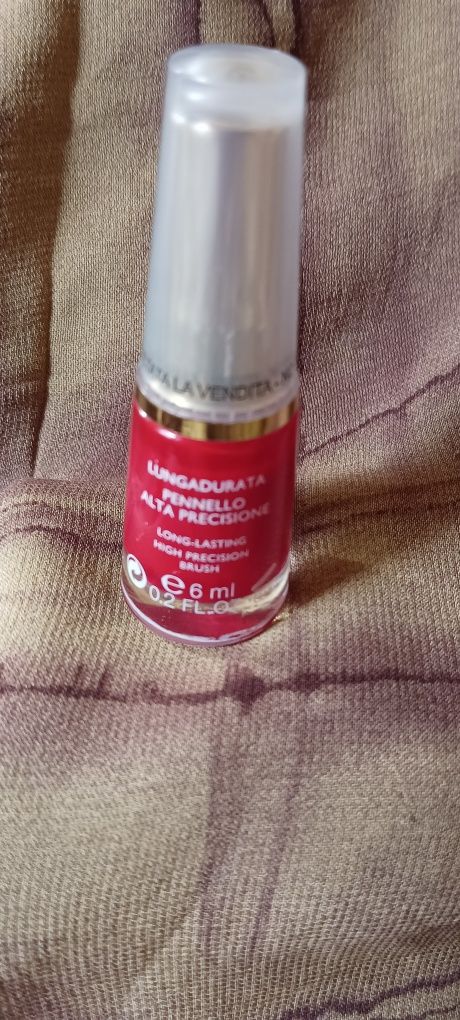 LA VENDITA
LUNGADURATA
PENNELLO
ALTA PRECISIONE
LONG-LASTING
HIGH PRECISION
BRUSH
e 6 ml
0.2 FL.O